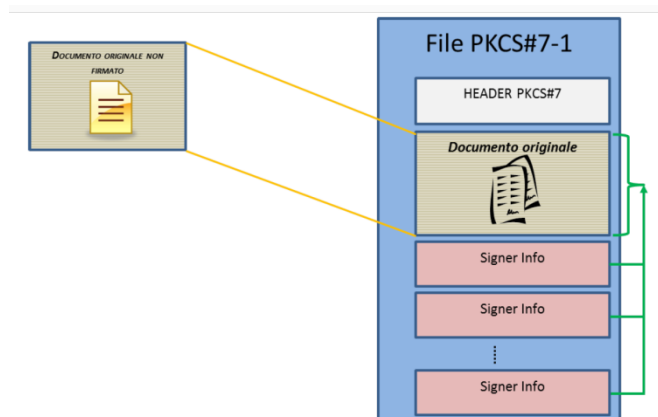 DOCUMENTO ORIGINALE NON
FIRMATO
File PKCS#7-1
HEADER PKCS#7
Documento originale
Signer Info
Signer Info
Signer Info